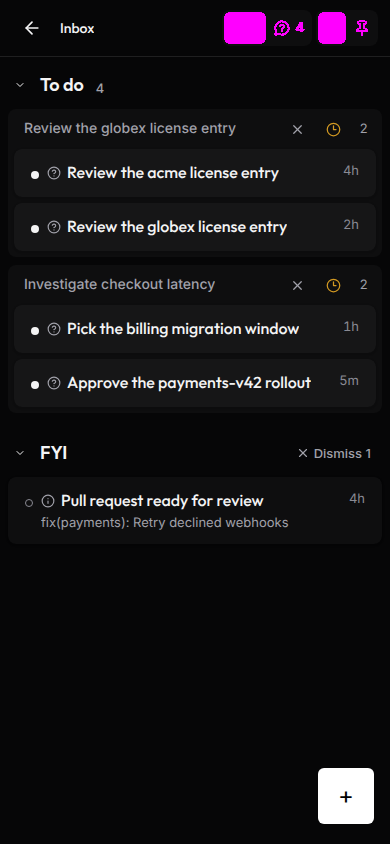 Inbox
4
To do 4
Review the globex license entry 2
Review the acme license entry 4h
Review the globex license entry 2h
Investigate checkout latency 2
Pick the billing migration window 1h
Approve the payments-v42 rollout 5m
FYI Dismiss 1
Pull request ready for review 4h
fix(payments): Retry declined webhooks
+